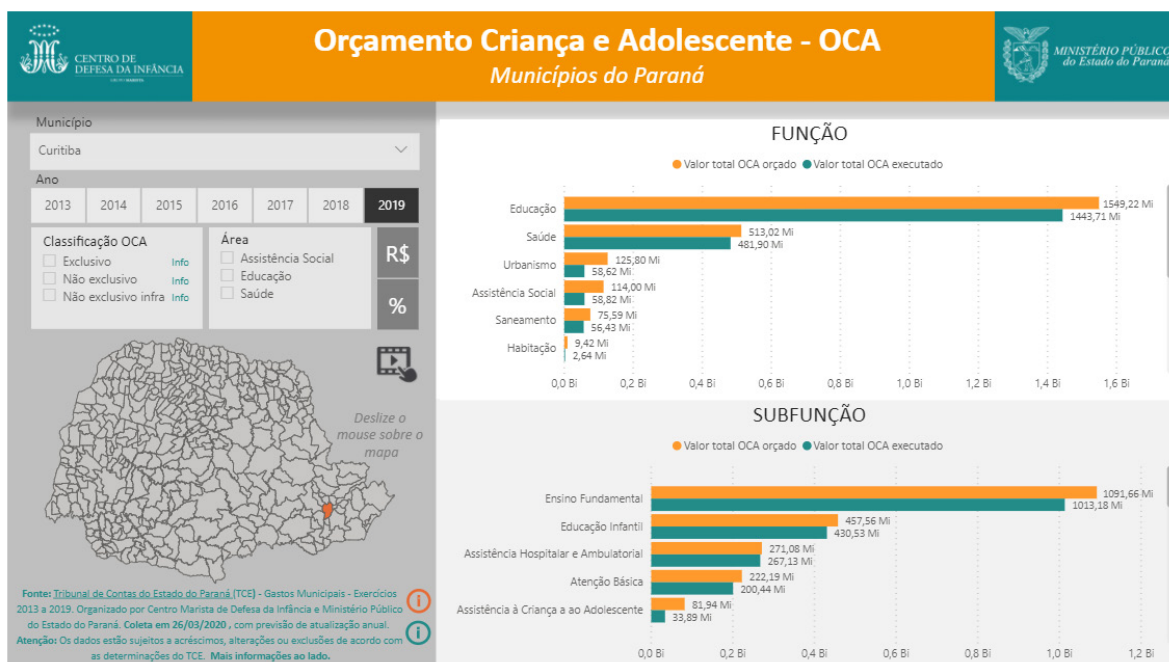 CENTRO DE
DEFESA DA INFÂNCIA
Orçamento Criança e Adolescente - OCA
Municípios do Paraná
MINISTÉRIO PÚBLICO
do Estado do Paraná
Município
Curitiba
Ano
2013 2014 2015 2016 2017 2018 2019
Classificação OCA
Exclusivo Info
Não exclusivo Info
Não exclusivo infra Info
Área
Assistência Social
Educação
Saúde
R$
%
Deslize o
mouse sobre o
mapa
Fonte: Tribunal de Contas do Estado do Paraná (TCE) - Gastos Municipais - Exercícios
2013 a 2019. Organizado por Centro Marista de Defesa da Infância e Ministério Público
do Estado do Paraná. Coleta em 26/03/2020 , com previsão de atualização anual.
Atenção: Os dados estão sujeitos a acréscimos, alterações ou exclusões de acordo com
as determinações do TCE. Mais informações ao lado.
FUNÇÃO
Valor total OCA orçado Valor total OCA executado
Educação 1549,22 Mi
1443,71 Mi
Saúde 513,02 Mi
481,90 Mi
Urbanismo 125,80 Mi
58,62 Mi
Assistência Social 114,00 Mi
58,82 Mi
Saneamento 75,59 Mi
56,43 Mi
Habitação 9,42 Mi
2,64 Mi
0,0 Bi 0,2 Bi 0,4 Bi 0,6 Bi 0,8 Bi 1,0 Bi 1,2 Bi 1,4 Bi 1,6 Bi
SUBFUNÇÃO
Valor total OCA orçado Valor total OCA executado
Ensino Fundamental 1091,66 Mi
1013,18 Mi
Educação Infantil 457,56 Mi
430,53 Mi
Assistência Hospitalar e Ambulatorial 271,08 Mi
267,13 Mi
Atenção Básica 222,19 Mi
200,44 Mi
Assistência à Criança e ao Adolescente 81,94 Mi
33,89 Mi
0,0 Bi 0,2 Bi 0,4 Bi 0,6 Bi 0,8 Bi 1,0 Bi 1,2 Bi